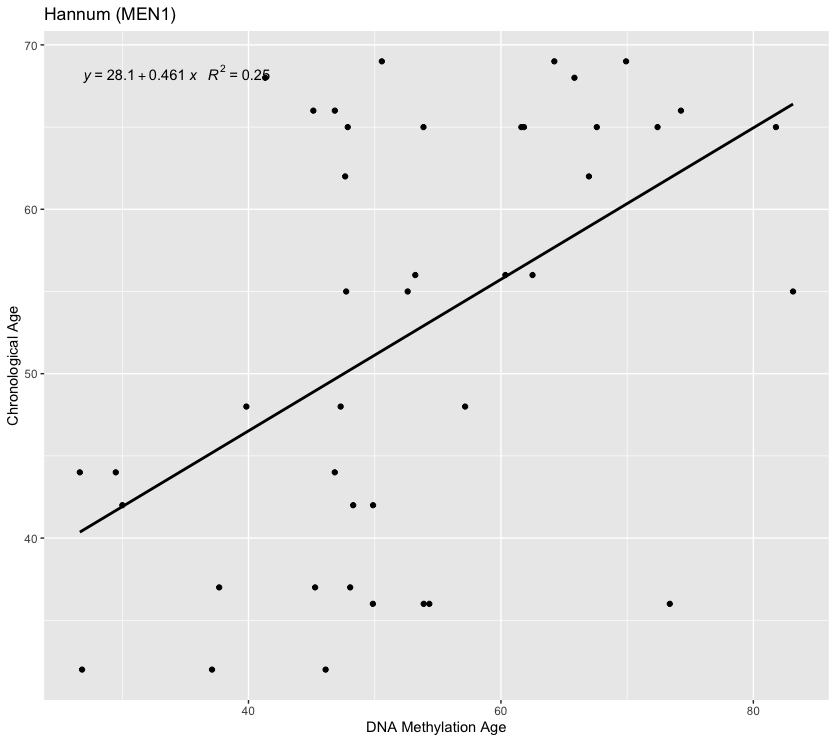 Hannum (MEN1)
y = 28.1 + 0.461 x R² = 0.25
70
60
50
40
Chronological Age
40 60 80
DNA Methylation Age